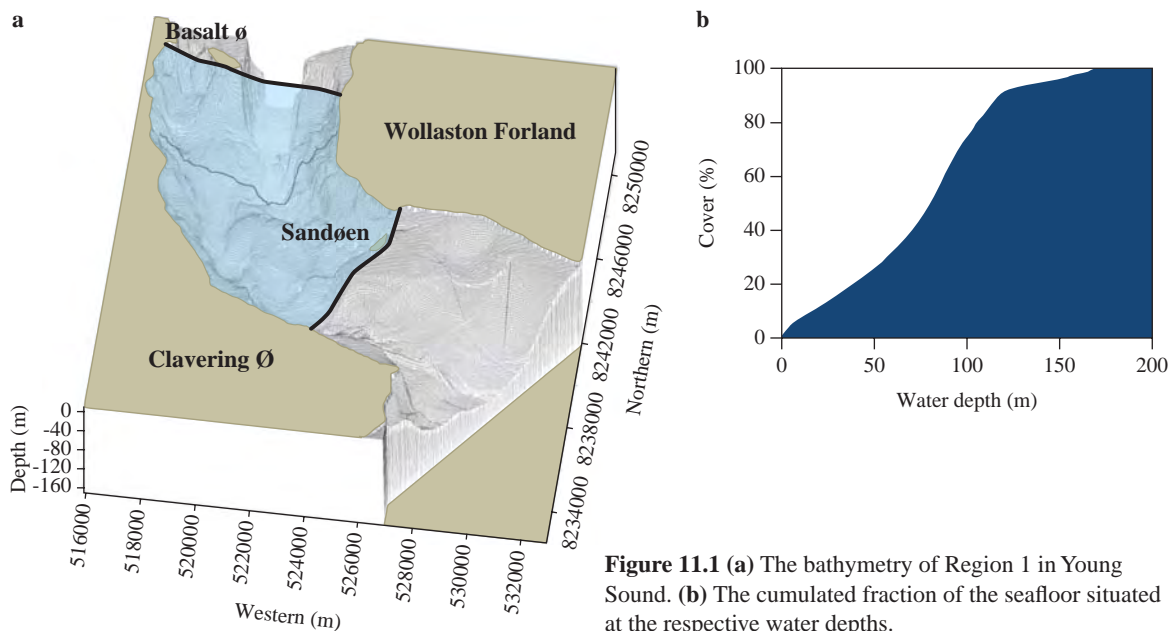 a
Basalt ø
Wollaston Forland
Sandøen
Clavering Ø
Depth (m)
0
-40
-80
-120
-160
516000
518000
520000
522000
524000
526000
528000
530000
532000
Western (m)
8234000
8238000
8242000
8246000
8250000
Northern (m)
b
100
80
60
40
20
0
Cover (%)
0 50 100 150 200
Water depth (m)
Figure 11.1 (a) The bathymetry of Region 1 in Young
Sound. (b) The cumulated fraction of the seafloor situated
at the respective water depths.